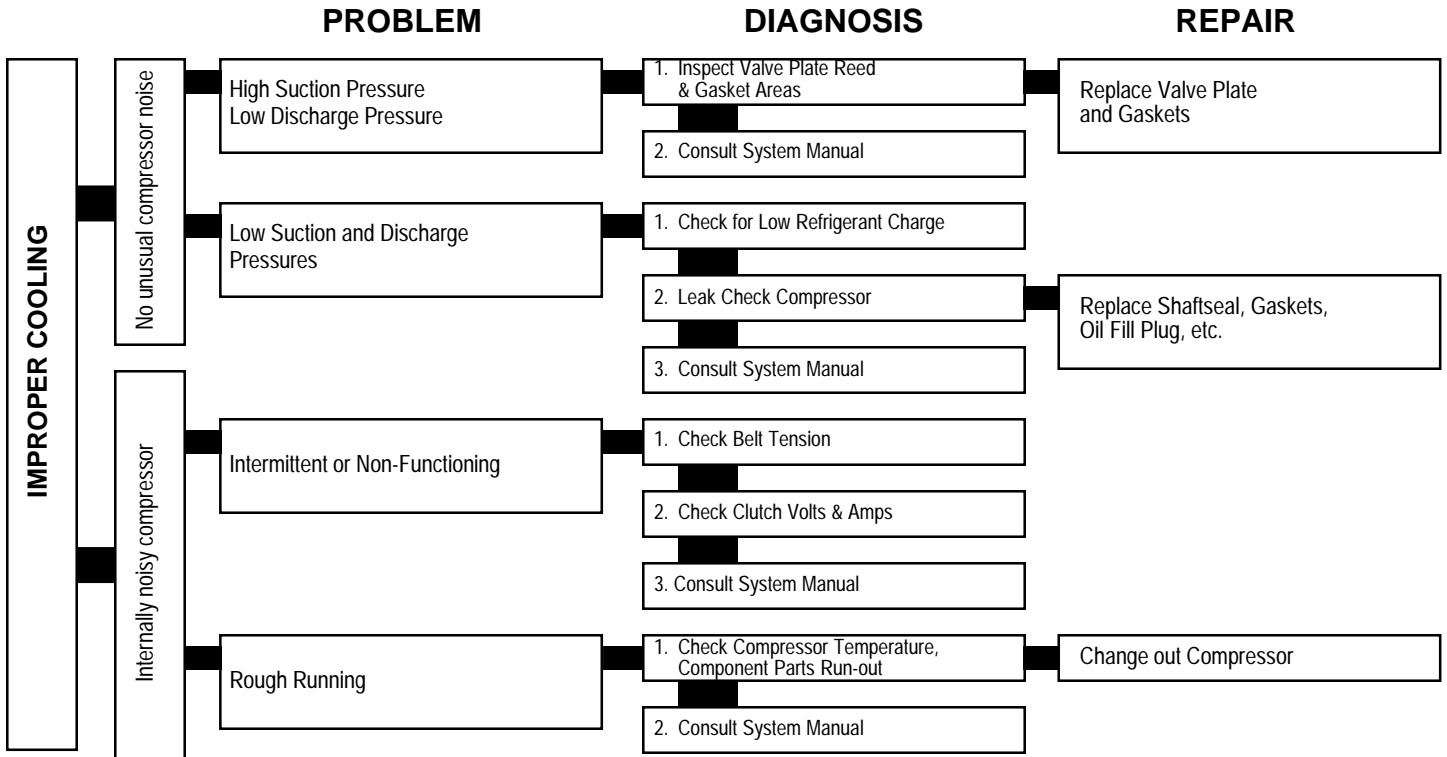 PROBLEM
DIAGNOSIS
REPAIR
IMPROPER COOLING
No unusual compressor noise
High Suction Pressure
Low Discharge Pressure
1. Inspect Valve Plate Reed
& Gasket Areas
Replace Valve Plate
and Gaskets
2. Consult System Manual
Low Suction and Discharge
Pressures
1. Check for Low Refrigerant Charge
2. Leak Check Compressor
Replace Shaftseal, Gaskets,
Oil Fill Plug, etc.
3. Consult System Manual
Internally noisy compressor
Intermittent or Non-Functioning
1. Check Belt Tension
2. Check Clutch Volts & Amps
3. Consult System Manual
Rough Running
1. Check Compressor Temperature,
Component Parts Run-out
Change out Compressor
2. Consult System Manual